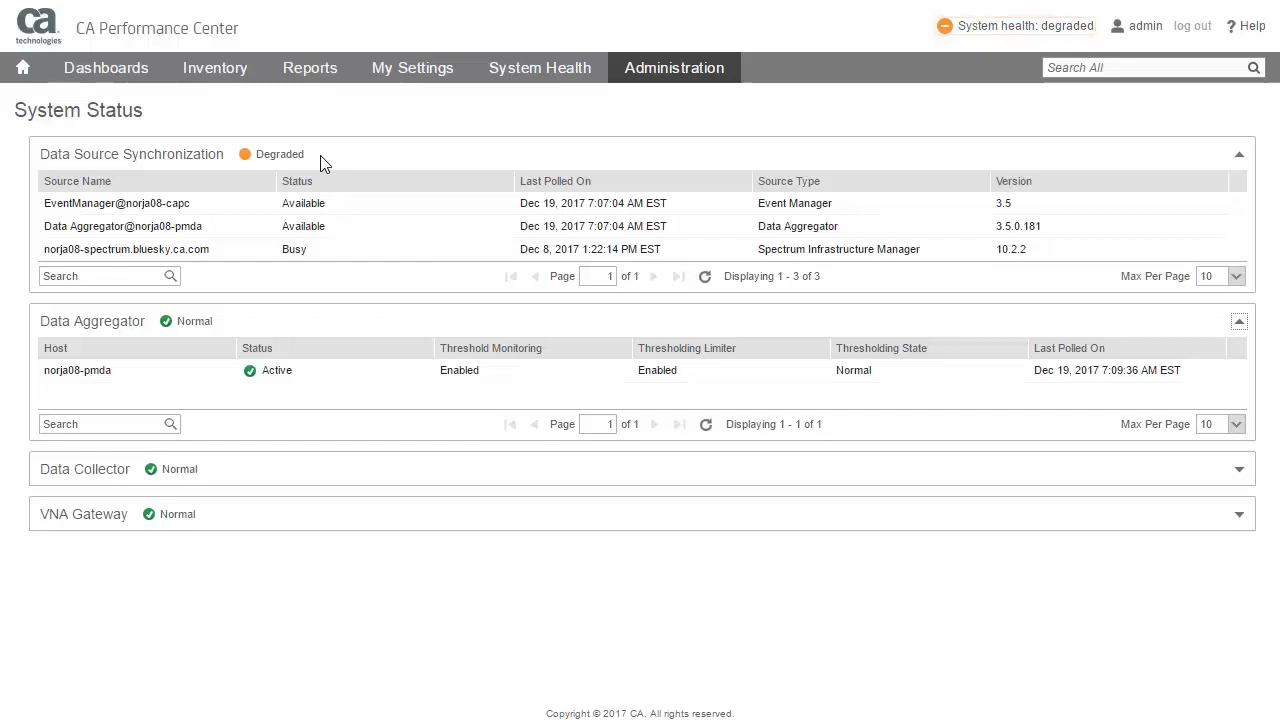 ca
technologies
CA Performance Center
System health: degraded
admin
log out
? Help
Dashboards
Inventory
Reports
My Settings
System Health
Administration
Search All
System Status
Data Source Synchronization
Degraded
Source Name Status Last Polled On Source Type Version
EventManager@norja08-capc Available Dec 19, 2017 7:07:04 AM EST Event Manager 3.5
Data Aggregator@norja08-pmda Available Dec 19, 2017 7:07:04 AM EST Data Aggregator 3.5.0.181
norja08-spectrum.bluesky.ca.com Busy Dec 8, 2017 1:22:14 PM EST Spectrum Infrastructure Manager 10.2.2
Search Page 1 of 1 Displaying 1 - 3 of 3 Max Per Page 10
Data Aggregator
Normal
Host Status Threshold Monitoring Thresholding Limiter Thresholding State Last Polled On
norja08-pmda Active Enabled Enabled Normal Dec 19, 2017 7:09:36 AM EST
Search Page 1 of 1 Displaying 1 - 1 of 1 Max Per Page 10
Data Collector
Normal
VNA Gateway
Normal
Copyright © 2017 CA. All rights reserved.